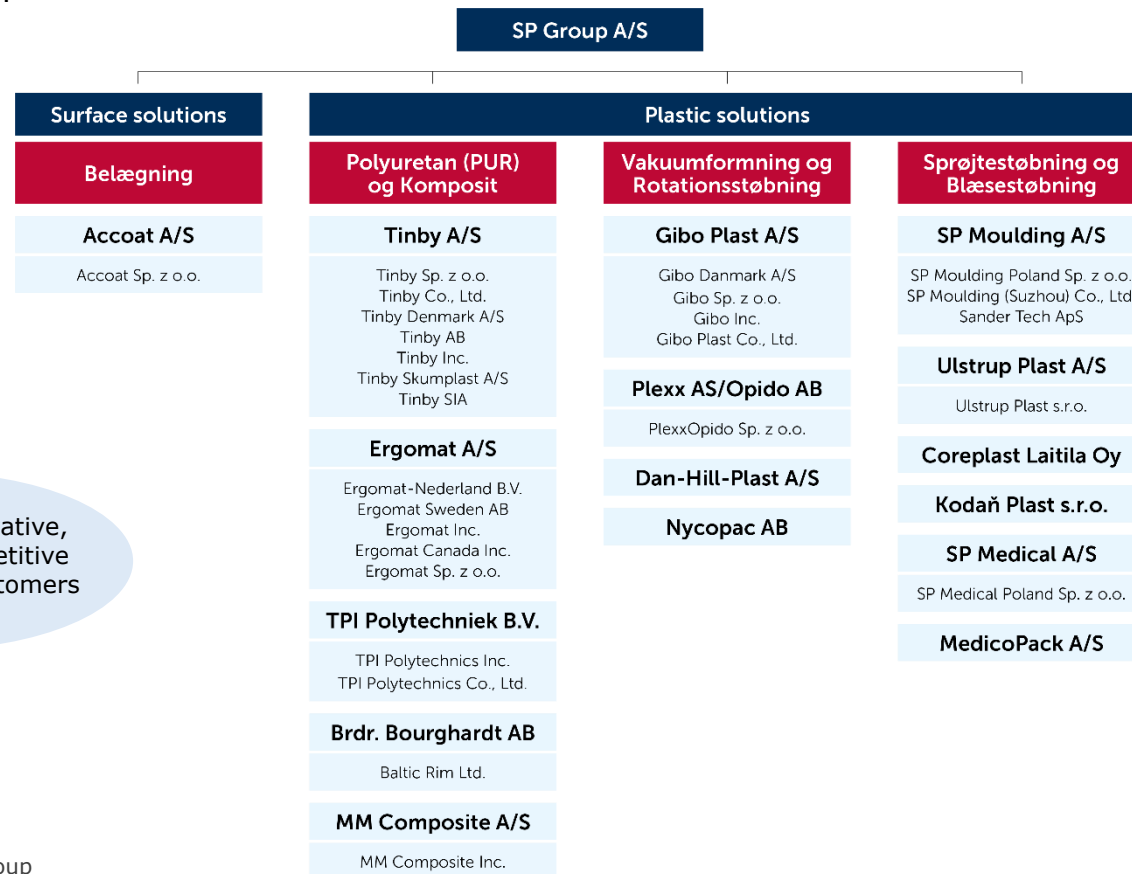 SP Group A/S
Surface solutions
Plastic solutions
Belægning
Accoat A/S
Accoat Sp. z o.o.
Polyuretan (PUR)
og Komposit
Tinby A/S
Tinby Sp. z o.o.
Tinby Co., Ltd.
Tinby Denmark A/S
Tinby AB
Tinby Inc.
Tinby Skumplast A/S
Tinby SIA
Ergomat A/S
Ergomat-Nederland B.V.
Ergomat Sweden AB
Ergomat Inc.
Ergomat Canada Inc.
Ergomat Sp. z o.o.
TPI Polytechniek B.V.
TPI Polytechnics Inc.
TPI Polytechnics Co., Ltd.
Brdr. Bourghardt AB
Baltic Rim Ltd.
MM Composite A/S
MM Composite Inc.
Vakuumformning og
Rotationsstøbning
Gibo Plast A/S
Gibo Danmark A/S
Gibo Sp. z o.o.
Gibo Inc.
Gibo Plast Co., Ltd.
Plexx AS/Opido AB
PlexxOpido Sp. z o.o.
Dan-Hill-Plast A/S
Nycopac AB
Sprøjtestøbning og
Blæsestøbning
SP Moulding A/S
SP Moulding Poland Sp. z o.o.
SP Moulding (Suzhou) Co., Ltd
Sander Tech ApS
Ulstrup Plast A/S
Ulstrup Plast s.r.o.
Coreplast Laitila Oy
Kodaň Plast s.r.o.
SP Medical A/S
SP Medical Poland Sp. z o.o.
MedicoPack A/S
ative,
etitive
tomers
oup